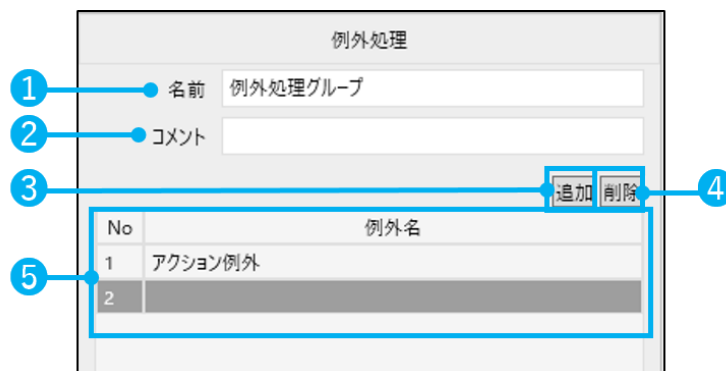 例外処理
1 名前 例外処理グループ
2 コメント
3 追加 削除 4
No 例外名
1 アクション例外
5
2